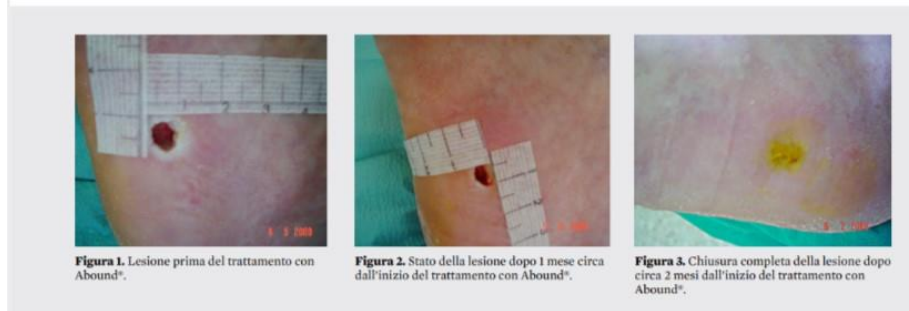 Figura 1. Lesione prima del trattamento con
Abound®.
Figura 2. Stato della lesione dopo 1 mese circa
dall'inizio del trattamento con Abound®.
Figura 3. Chiusura completa della lesione dopo
circa 2 mesi dall'inizio del trattamento con
Abound®.